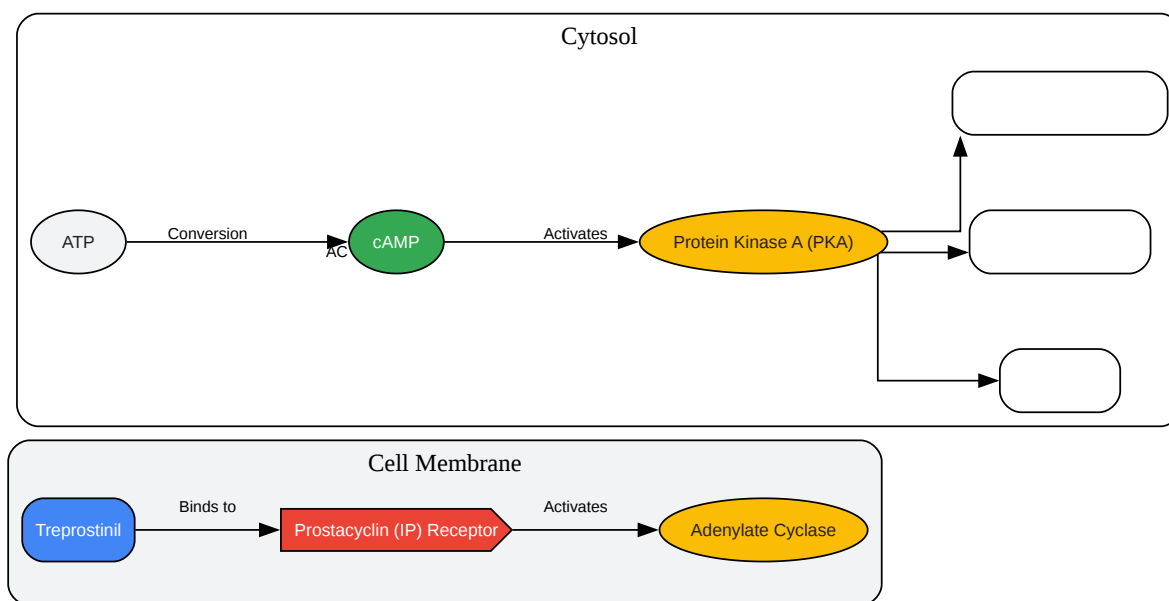 Cytosol
ATP
Conversion
AC
cAMP
Activates
Protein Kinase A (PKA)
Cell Membrane
Treprostinil
Binds to
Prostacyclin (IP) Receptor
Activates
Adenylate Cyclase